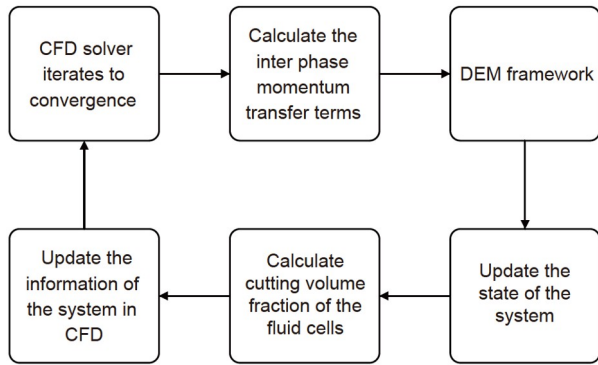 CFD solver
iterates to
convergence
Calculate the
inter phase
momentum
transfer terms
DEM framework
Update the
state of the
system
Calculate
cutting volume
fraction of the
fluid cells
Update the
information of
the system in
CFD